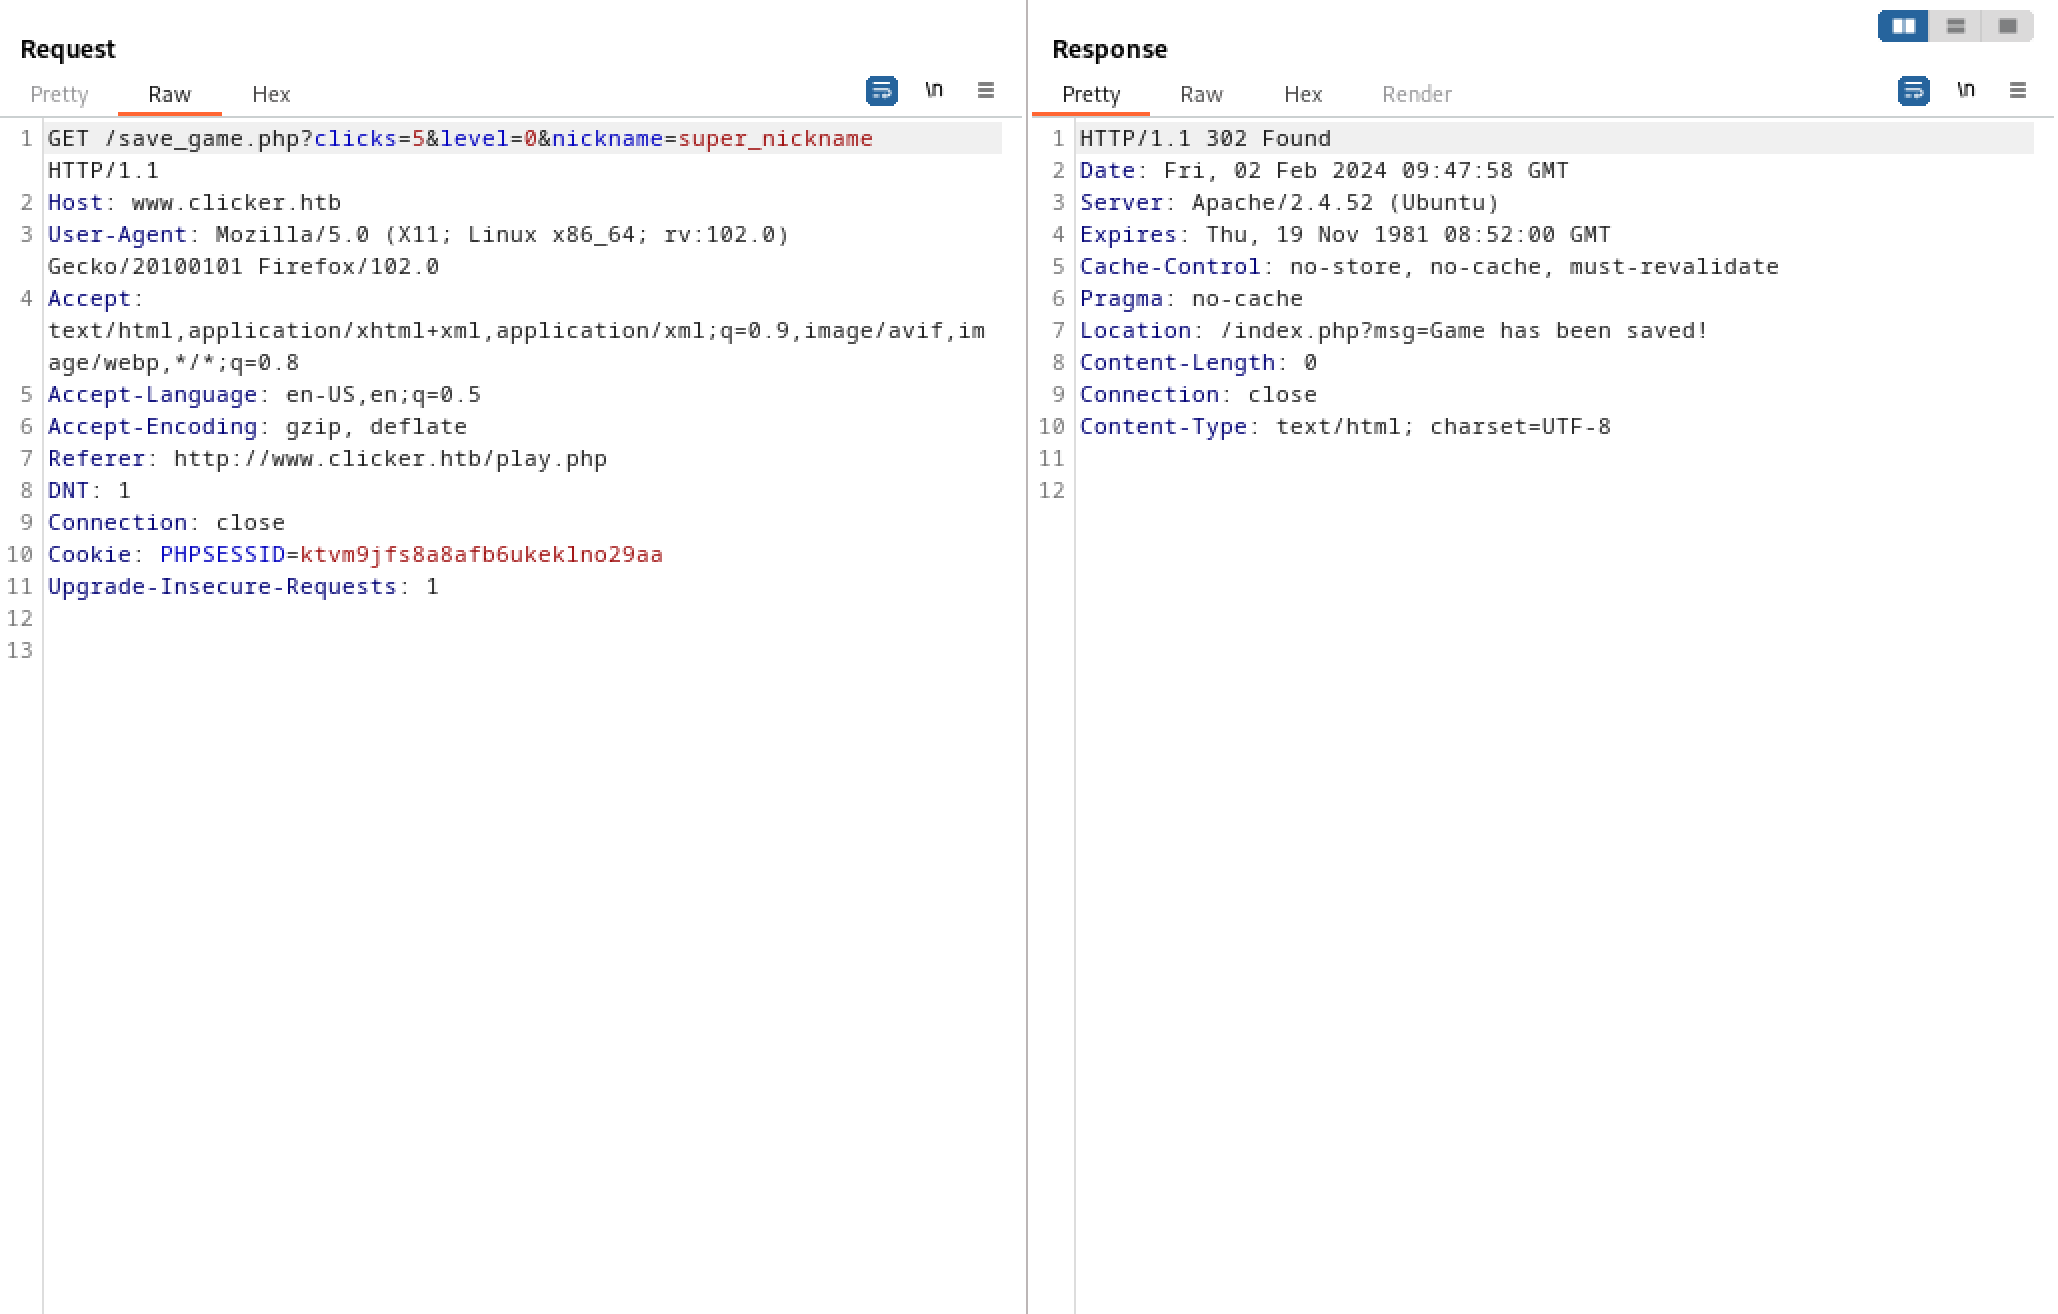 Request
Pretty Raw Hex \n
1 GET /save_game.php?clicks=5&level=0&nickname=super_nickname
HTTP/1.1
2 Host: www.clicker.htb
3 User-Agent: Mozilla/5.0 (X11; Linux x86_64; rv:102.0)
Gecko/20100101 Firefox/102.0
4 Accept:
text/html,application/xhtml+xml,application/xml;q=0.9,image/avif,im
age/webp,*/*;q=0.8
5 Accept-Language: en-US,en;q=0.5
6 Accept-Encoding: gzip, deflate
7 Referer: http://www.clicker.htb/play.php
8 DNT: 1
9 Connection: close
10 Cookie: PHPSESSID=ktvm9jfs8a8afb6ukeklno29aa
11 Upgrade-Insecure-Requests: 1
12
13
Response
Pretty Raw Hex Render \n
1 HTTP/1.1 302 Found
2 Date: Fri, 02 Feb 2024 09:47:58 GMT
3 Server: Apache/2.4.52 (Ubuntu)
4 Expires: Thu, 19 Nov 1981 08:52:00 GMT
5 Cache-Control: no-store, no-cache, must-revalidate
6 Pragma: no-cache
7 Location: /index.php?msg=Game has been saved!
8 Content-Length: 0
9 Connection: close
10 Content-Type: text/html; charset=UTF-8
11
12